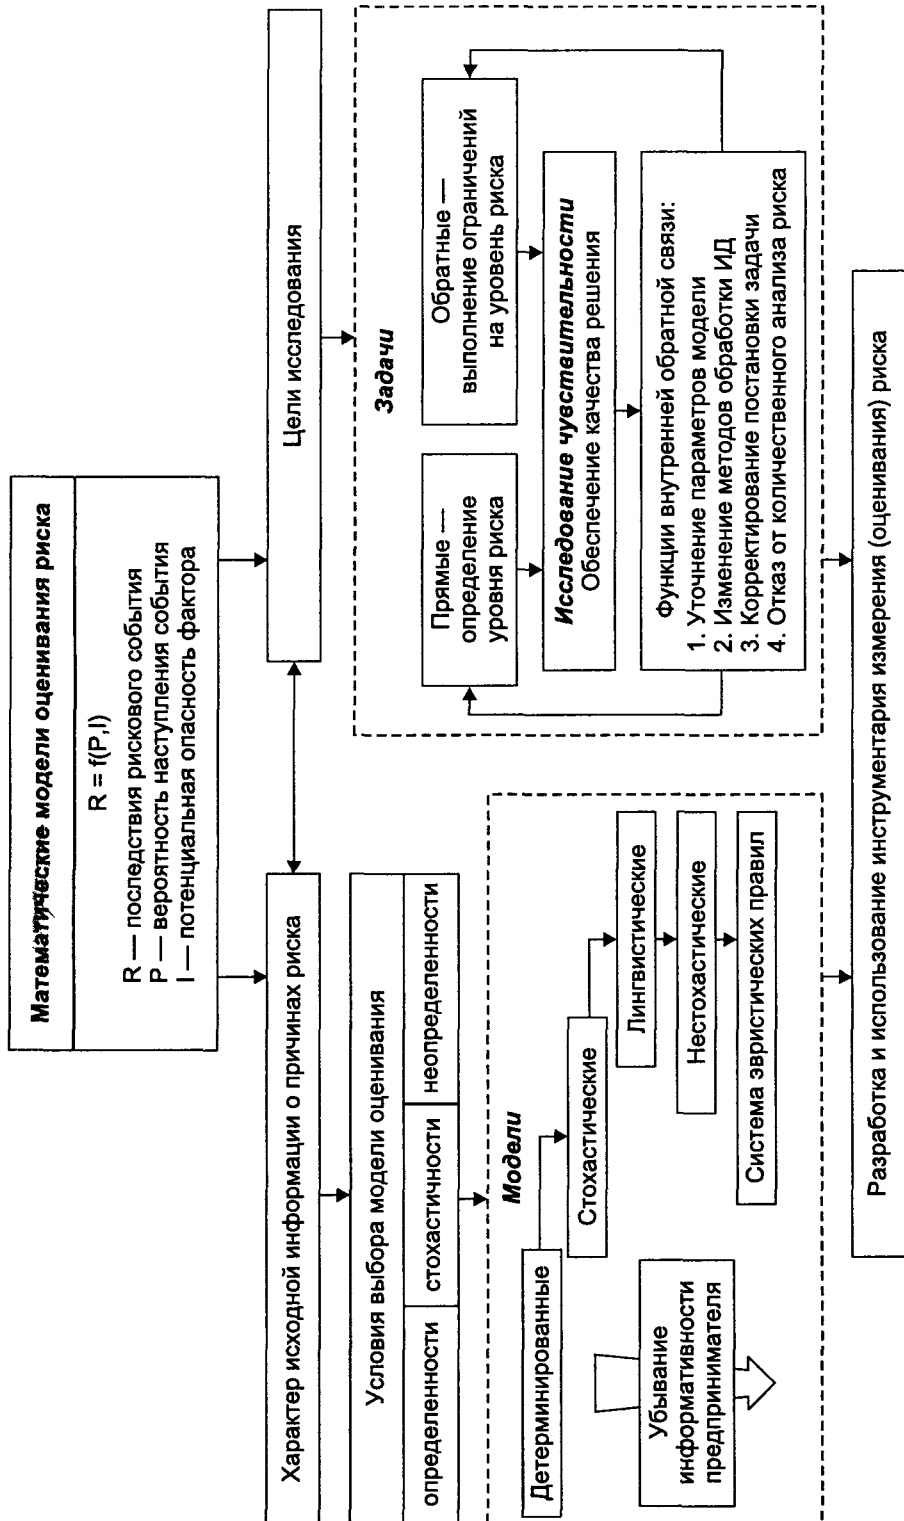 Математические модели оценивания риска
R = f(P,I)
R — последствия рискового события
P — вероятность наступления события
I — потенциальная опасность фактора
Характер исходной информации о причинах риска
Цели исследования
Условия выбора модели оценивания
определенности
стохастичности
неопределенности
Модели
Детерминированные
Стохастические
Лингвистические
Нестохастические
Система эвристических правил
Убывание
информативности
предпринимателя
Задачи
Прямые —
определение
уровня риска
Обратные —
выполнение ограничений
на уровень риска
Исследование чувствительности
Обеспечение качества решения
Функции внутренней обратной связи:
1. Уточнение параметров модели
2. Изменение методов обработки ИД
3. Корректирование постановки задачи
4. Отказ от количественного анализа риска
Разработка и использование инструментария измерения (оценивания) риска